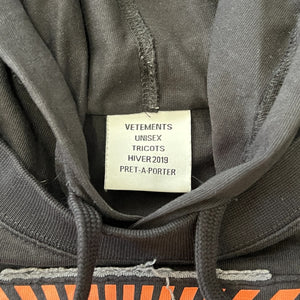 VETEMENTS
UNISEX
TRICOTS
HIVER 2019
PRET-A-PORTER